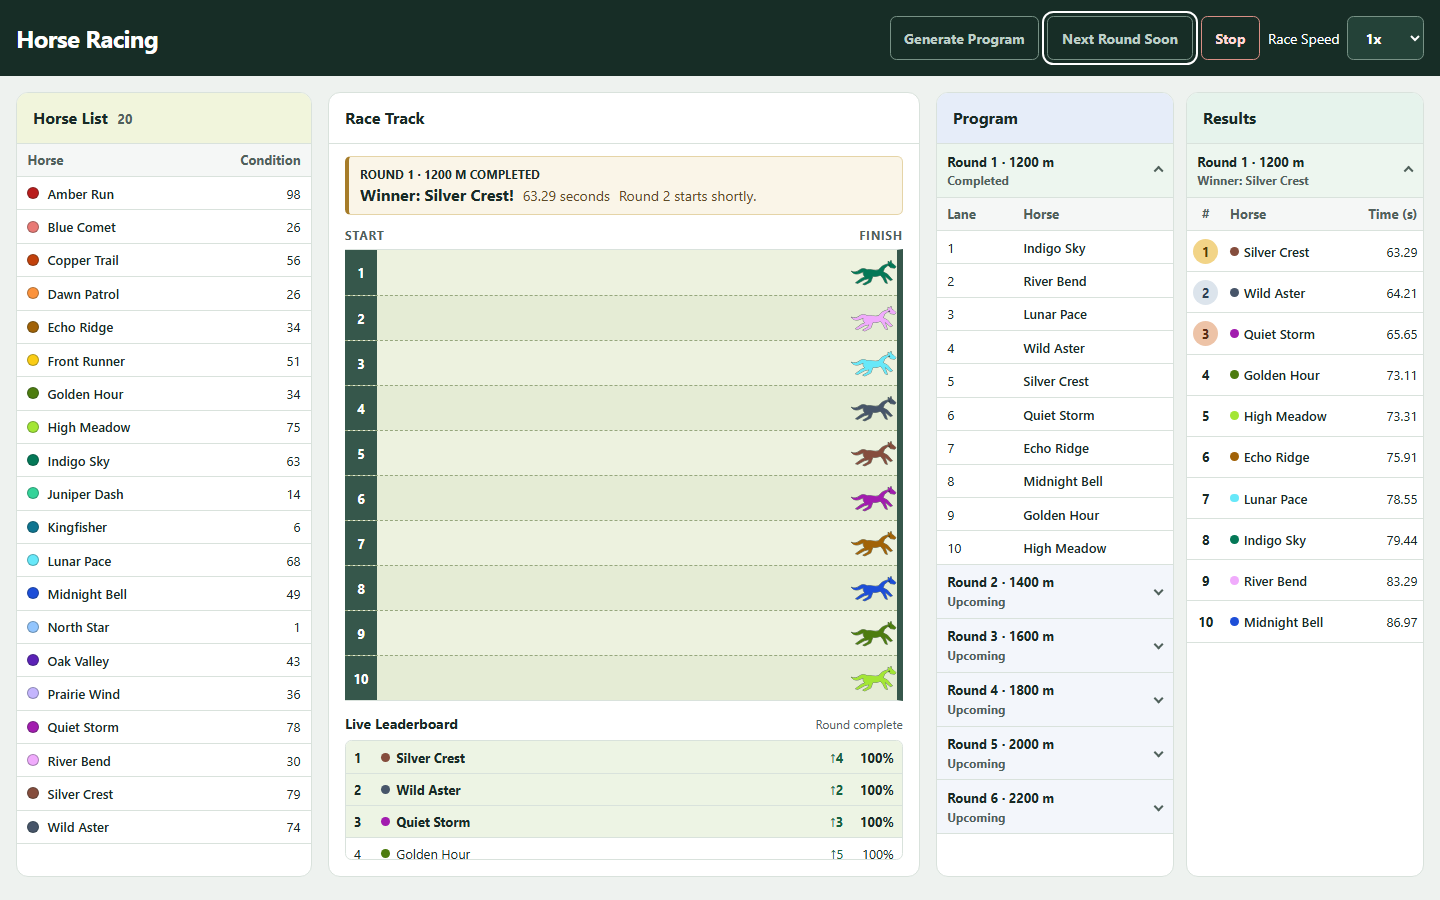 Horse Racing
Generate Program
Next Round Soon
Stop
Race Speed
1x
Horse List 20
Horse Condition
Amber Run 98
Blue Comet 26
Copper Trail 56
Dawn Patrol 26
Echo Ridge 34
Front Runner 51
Golden Hour 34
High Meadow 75
Indigo Sky 63
Juniper Dash 14
Kingfisher 6
Lunar Pace 68
Midnight Bell 49
North Star 1
Oak Valley 43
Prairie Wind 36
Quiet Storm 78
River Bend 30
Silver Crest 79
Wild Aster 74
Race Track
ROUND 1 · 1200 M COMPLETED
Winner: Silver Crest! 63.29 seconds Round 2 starts shortly.
START FINISH
1
2
3
4
5
6
7
8
9
10
Live Leaderboard Round complete
1 Silver Crest ↑4 100%
2 Wild Aster ↑2 100%
3 Quiet Storm ↑3 100%
4 Golden Hour ↑5 100%
Program
Round 1 · 1200 m
Completed
Lane Horse
1 Indigo Sky
2 River Bend
3 Lunar Pace
4 Wild Aster
5 Silver Crest
6 Quiet Storm
7 Echo Ridge
8 Midnight Bell
9 Golden Hour
10 High Meadow
Round 2 · 1400 m
Upcoming
Round 3 · 1600 m
Upcoming
Round 4 · 1800 m
Upcoming
Round 5 · 2000 m
Upcoming
Round 6 · 2200 m
Upcoming
Results
Round 1 · 1200 m
Winner: Silver Crest
# Horse Time (s)
1 Silver Crest 63.29
2 Wild Aster 64.21
3 Quiet Storm 65.65
4 Golden Hour 73.11
5 High Meadow 73.31
6 Echo Ridge 75.91
7 Lunar Pace 78.55
8 Indigo Sky 79.44
9 River Bend 83.29
10 Midnight Bell 86.97